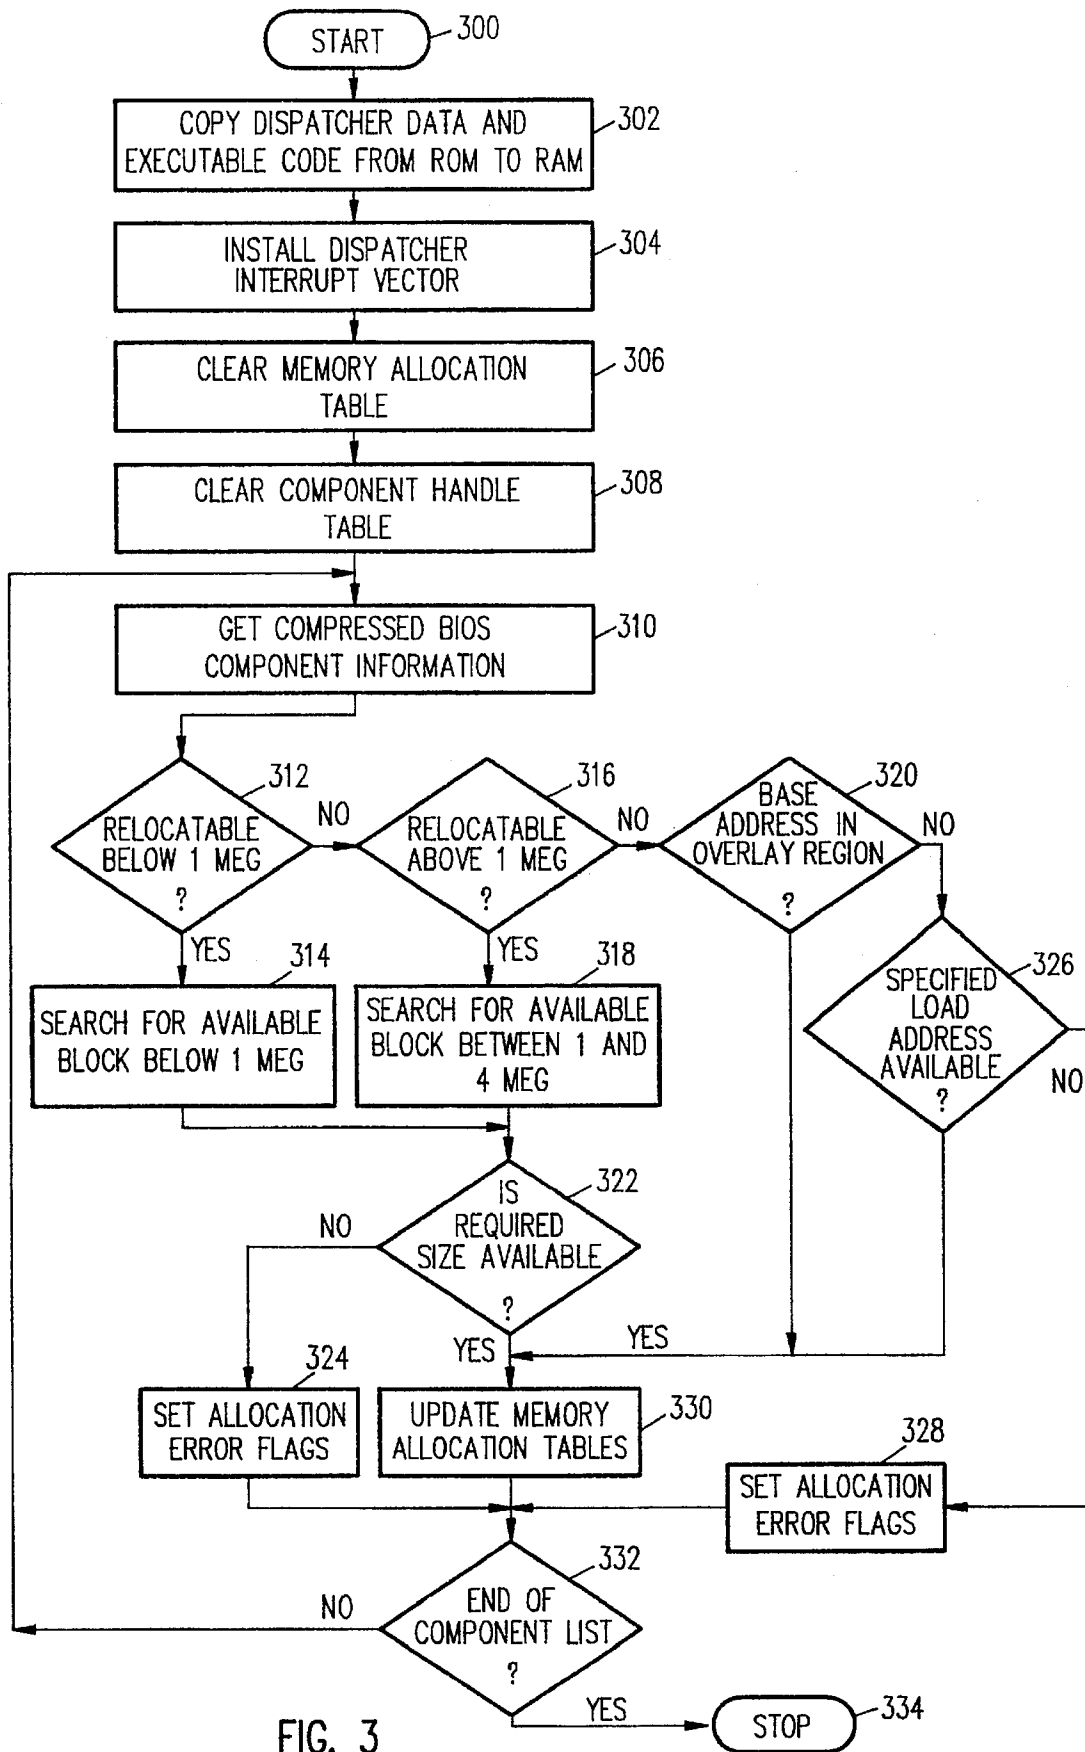 START
300
COPY DISPATCHER DATA AND
EXECUTABLE CODE FROM ROM TO RAM
302
INSTALL DISPATCHER
INTERRUPT VECTOR
304
CLEAR MEMORY ALLOCATION
TABLE
306
CLEAR COMPONENT HANDLE
TABLE
308
GET COMPRESSED BIOS
COMPONENT INFORMATION
310
RELOCATABLE
BELOW 1 MEG
?
312
NO
YES
RELOCATABLE
ABOVE 1 MEG
?
316
NO
YES
BASE
ADDRESS IN
OVERLAY REGION
?
320
NO
SEARCH FOR AVAILABLE
BLOCK BELOW 1 MEG
314
SEARCH FOR AVAILABLE
BLOCK BETWEEN 1 AND
4 MEG
318
SPECIFIED
LOAD
ADDRESS
AVAILABLE
?
326
NO
IS
REQUIRED
SIZE AVAILABLE
?
322
NO
YES
YES
SET ALLOCATION
ERROR FLAGS
324
UPDATE MEMORY
ALLOCATION TABLES
330
SET ALLOCATION
ERROR FLAGS
328
END OF
COMPONENT LIST
?
332
NO
YES
STOP
334
FIG. 3